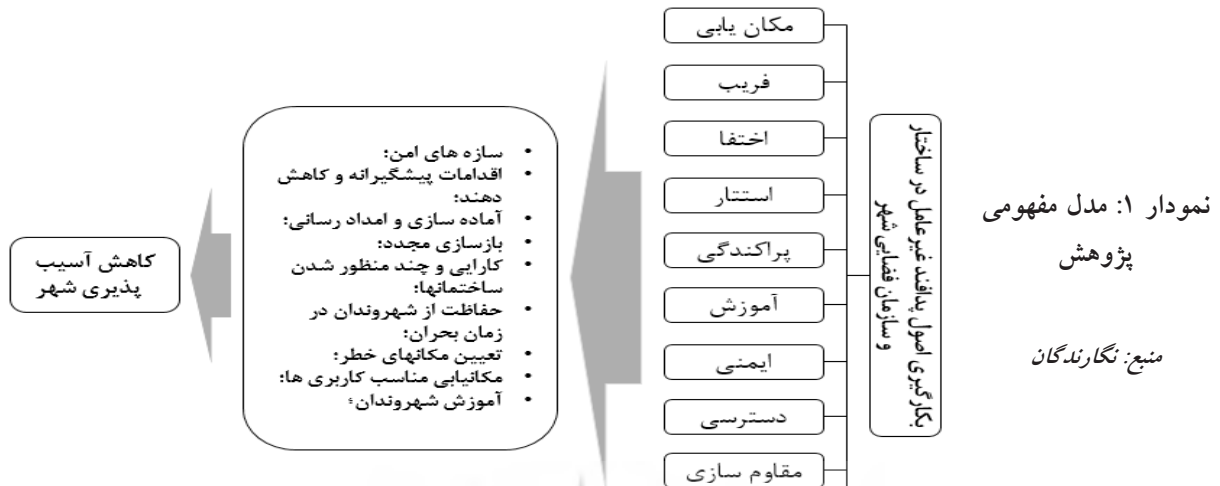 نمودار ۱: مدل مفهومی
پژوهش
منبع: نگارندگان
بکارگیری اصول پدافند غیرعامل در ساختار
و سازمان فضایی شهر
مکان یابی
فریب
اختفا
استتار
پراکندگی
آموزش
ایمنی
دسترسی
مقاوم سازی
• سازه های امن؛
• اقدامات پیشگیرانه و کاهش
دهند؛
• آماده سازی و امداد رسانی؛
• بازسازی مجدد؛
• کارایی و چند منظور شدن
ساختمانها؛
• حفاظت از شهروندان در
زمان بحران؛
• تعیین مکانهای خطر؛
• مکانیابی مناسب کاربری ها؛
• آموزش شهروندان؛
کاهش آسیب
پذیری شهر